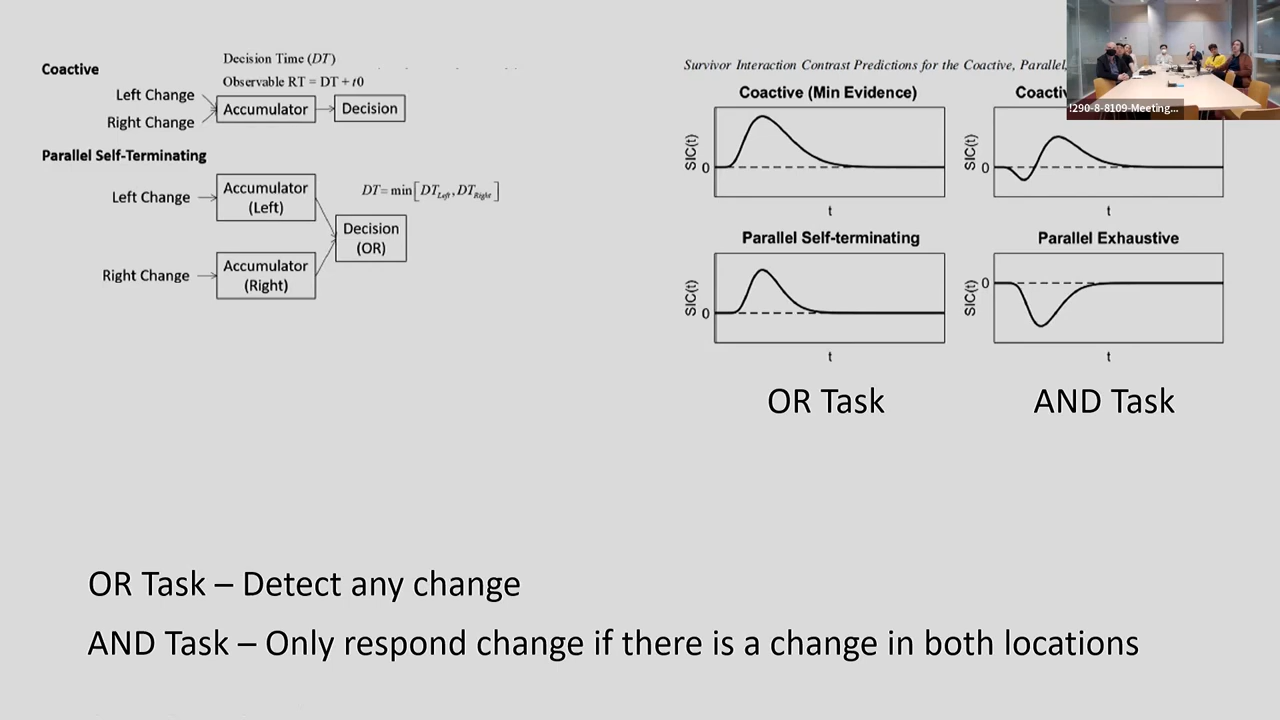 Coactive
Decision Time (DT)
Observable RT = DT + t0
Left Change
Right Change
Accumulator
Decision
Parallel Self-Terminating
Left Change
Accumulator
(Left)
DT = min[DT_Left, DT_Right]
Decision
(OR)
Right Change
Accumulator
(Right)
Survivor Interaction Contrast Predictions for the Coactive, Parallel,
Coactive (Min Evidence)
SIC(t)
0
t
SIC(t)
0
t
Parallel Self-terminating
SIC(t)
0
t
Parallel Exhaustive
SIC(t)
0
t
!290-8-8109-Meeting...
OR Task
AND Task
OR Task – Detect any change
AND Task – Only respond change if there is a change in both locations